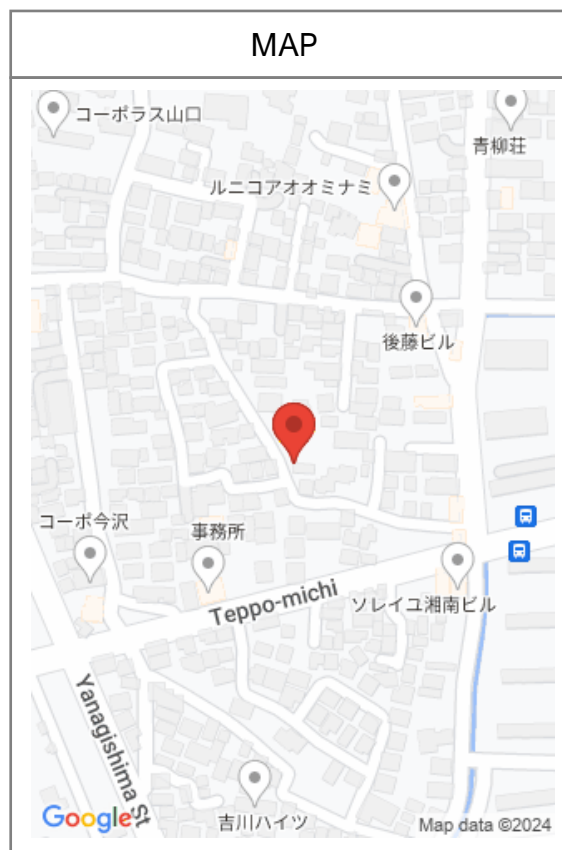 MAP
コーポラス山口
青柳荘
ルニコアオオミナミ
後藤ビル
コーポ今沢
事務所
Teppo-michi
ソレイユ湘南ビル
Yanagishima St
吉川ハイツ
Google
Map data ©2024